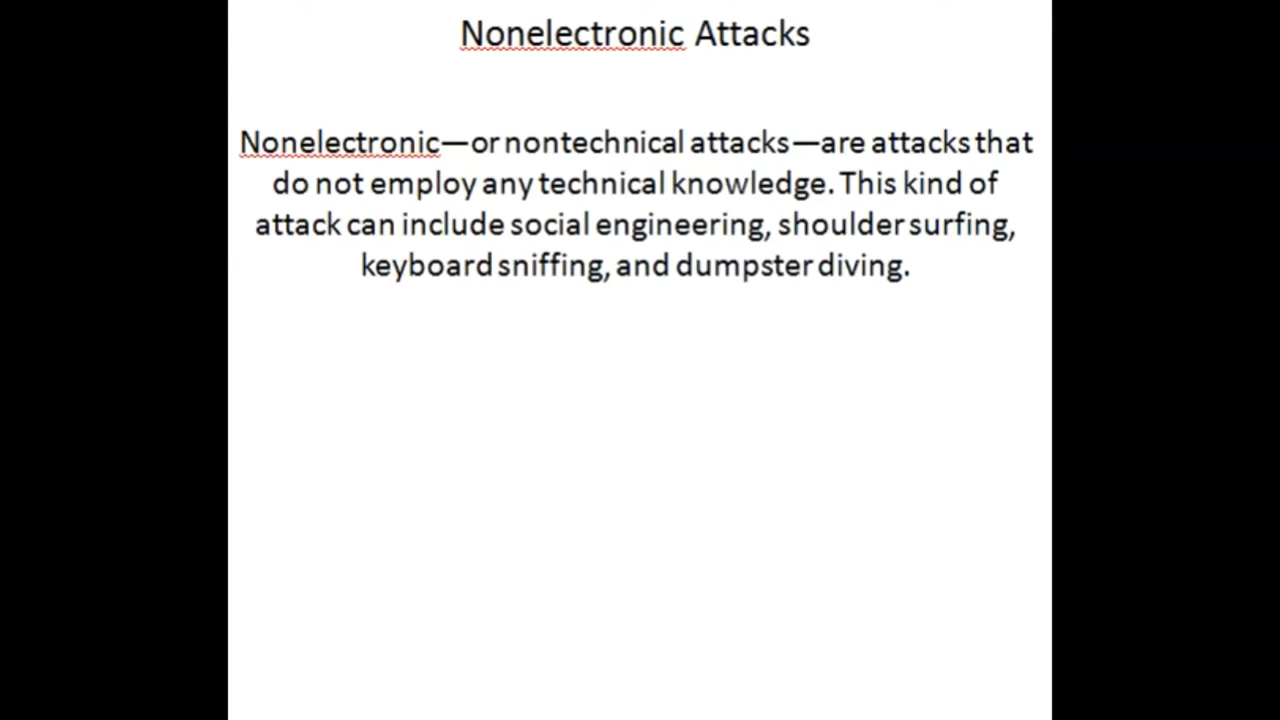 Nonelectronic Attacks
Nonelectronic—or nontechnical attacks—are attacks that
do not employ any technical knowledge. This kind of
attack can include social engineering, shoulder surfing,
keyboard sniffing, and dumpster diving.